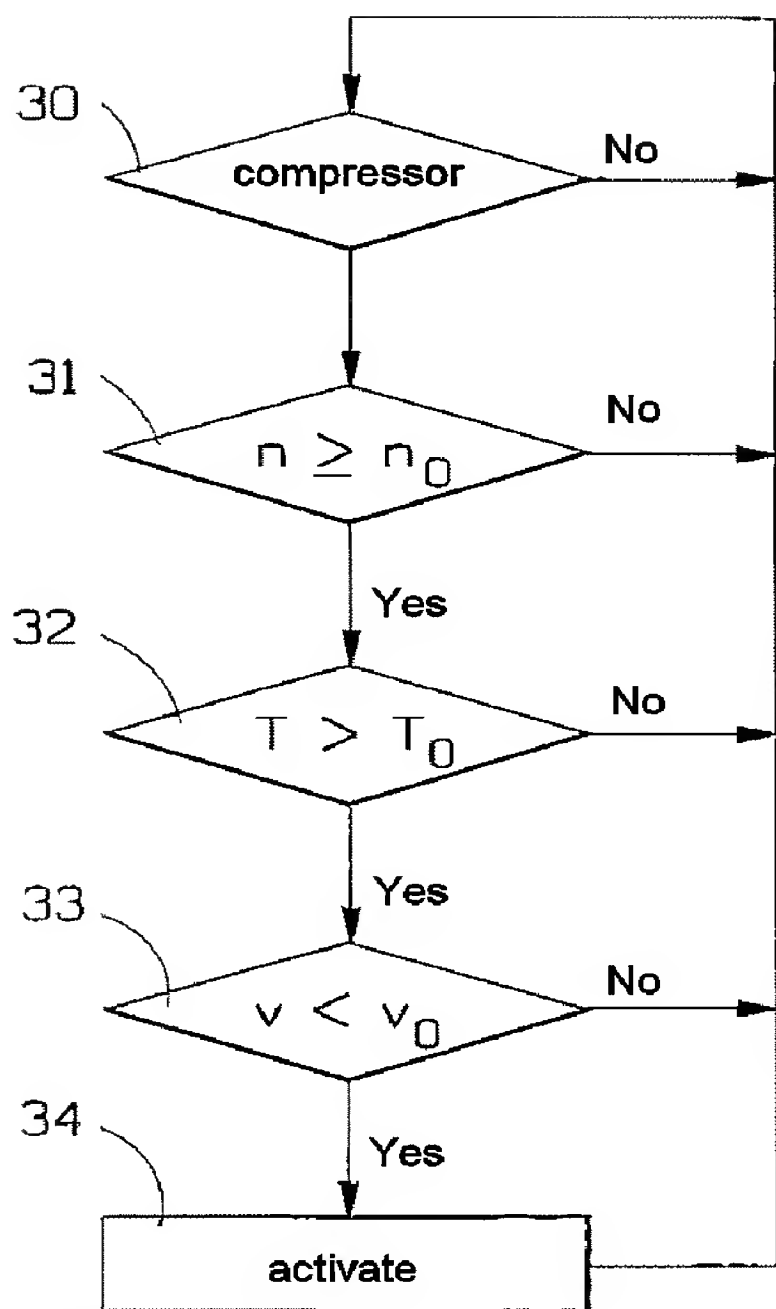 30
compressor
No
31
n ≥ n₀
No
Yes
32
T > T₀
No
Yes
33
v < v₀
No
Yes
34
activate